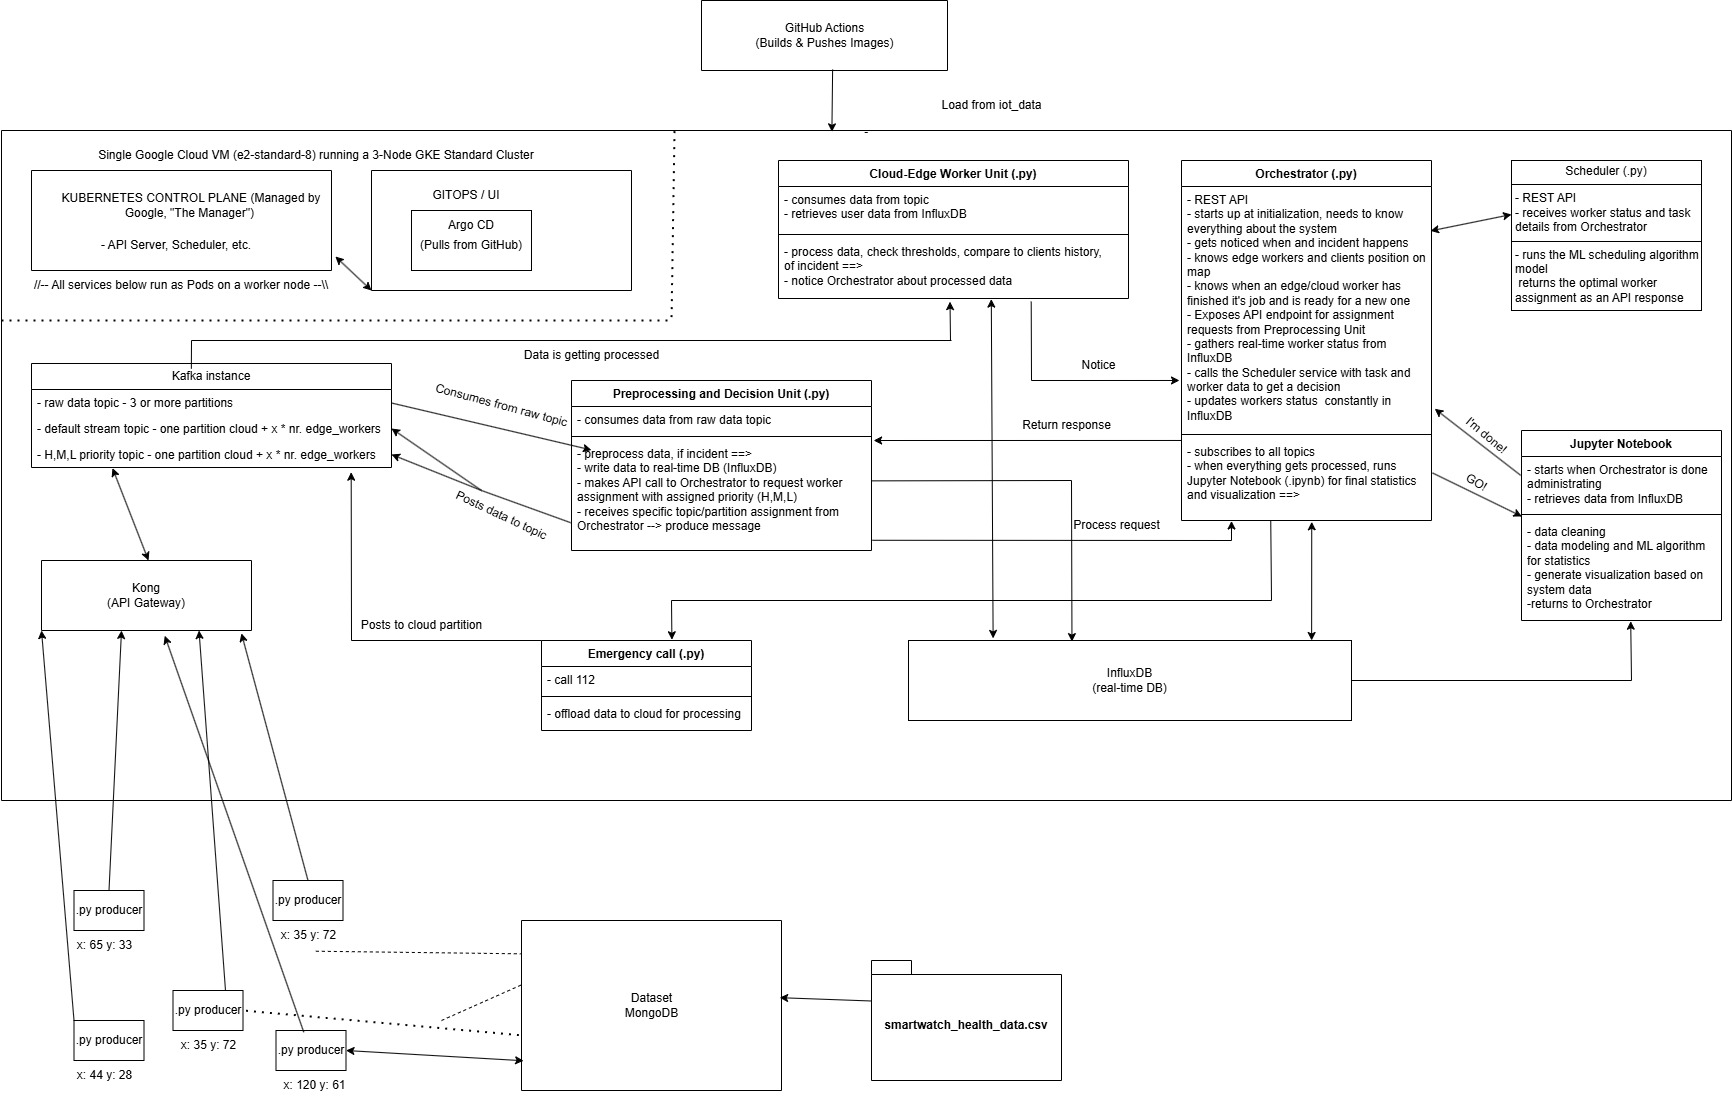 GitHub Actions
(Builds & Pushes Images)
Load from iot_data
Single Google Cloud VM (e2-standard-8) running a 3-Node GKE Standard Cluster
KUBERNETES CONTROL PLANE (Managed by
Google, "The Manager")
- API Server, Scheduler, etc.
GITOPS / UI
Argo CD
(Pulls from GitHub)
//-- All services below run as Pods on a worker node --\\
Cloud-Edge Worker Unit (.py)
- consumes data from topic
- retrieves user data from InfluxDB
- process data, check thresholds, compare to clients history,
of incident ==>
- notice Orchestrator about processed data
Orchestrator (.py)
- REST API
- starts up at initialization, needs to know
everything about the system
- gets noticed when and incident happens
- knows edge workers and clients position on
map
- knows when an edge/cloud worker has
finished it's job and is ready for a new one
- Exposes API endpoint for assignment
requests from Preprocessing Unit
- gathers real-time worker status from
InfluxDB
- calls the Scheduler service with task and
worker data to get a decision
- updates workers status  constantly in
InfluxDB
- subscribes to all topics
- when everything gets processed, runs
Jupyter Notebook (.ipynb) for final statistics
and visualization ==>
Scheduler (.py)
- REST API
- receives worker status and task
details from Orchestrator
- runs the ML scheduling algorithm
model
returns the optimal worker
assignment as an API response
Data is getting processed
Notice
Kafka instance
- raw data topic - 3 or more partitions
- default stream topic - one partition cloud + x * nr. edge_workers
- H,M,L priority topic - one partition cloud + x * nr. edge_workers
Consumes from raw topic
Posts data to topic
Preprocessing and Decision Unit (.py)
- consumes data from raw data topic
- preprocess data, if incident ==>
- write data to real-time DB (InfluxDB)
- makes API call to Orchestrator to request worker
assignment with assigned priority (H,M,L)
- receives specific topic/partition assignment from
Orchestrator --> produce message
Return response
Process request
I'm done!
GO!
Jupyter Notebook
- starts when Orchestrator is done
administrating
- retrieves data from InfluxDB
- data cleaning
- data modeling and ML algorithm
for statistics
- generate visualization based on
system data
-returns to Orchestrator
Kong
(API Gateway)
Posts to cloud partition
Emergency call (.py)
- call 112
- offload data to cloud for processing
InfluxDB
(real-time DB)
.py producer
x: 65 y: 33
.py producer
x: 35 y: 72
.py producer
x: 35 y: 72
.py producer
x: 44 y: 28
.py producer
x: 120 y: 61
Dataset
MongoDB
smartwatch_health_data.csv